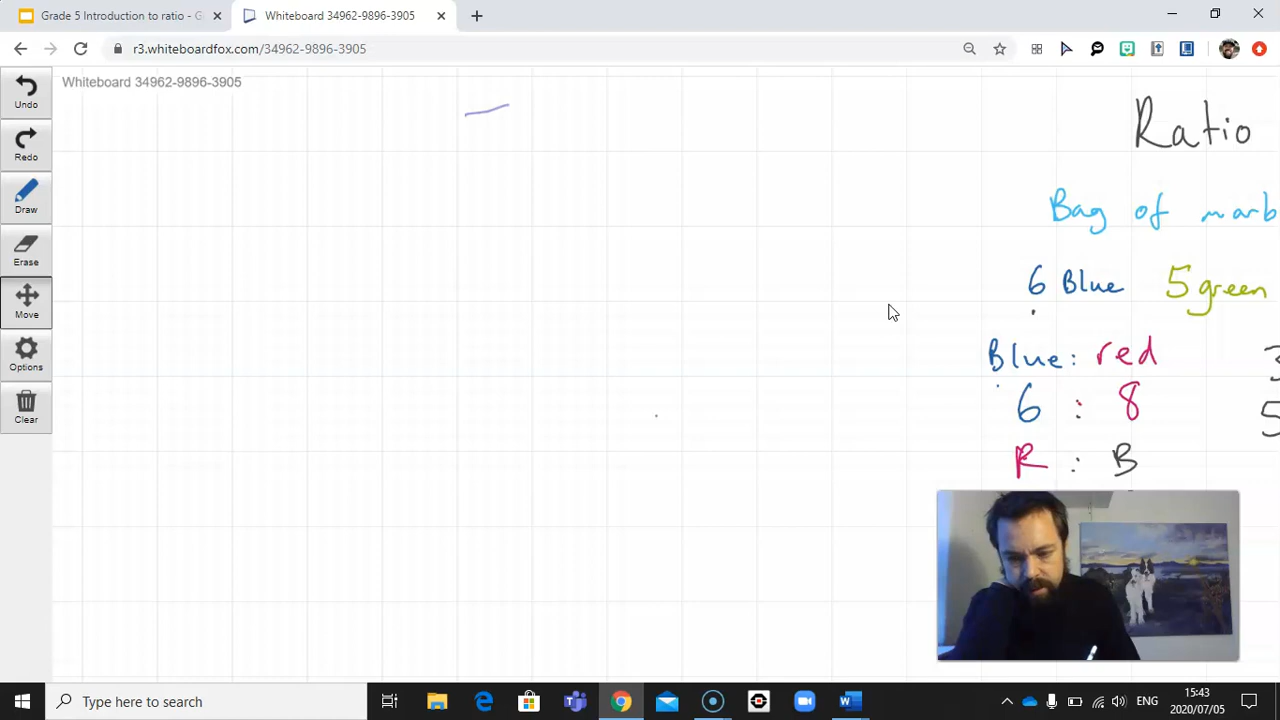 Grade 5 Introduction to ratio - G
Whiteboard 34962-9896-3905
r3.whiteboardfox.com/34962-9896-3905
Whiteboard 34962-9896-3905
Undo
Redo
Draw
Erase
Move
Options
Clear
Ratio
Bag of marb
6 Blue 5 green
Blue : red
6 : 8
R : B
3
5
Type here to search
ENG
15:43
2020/07/05